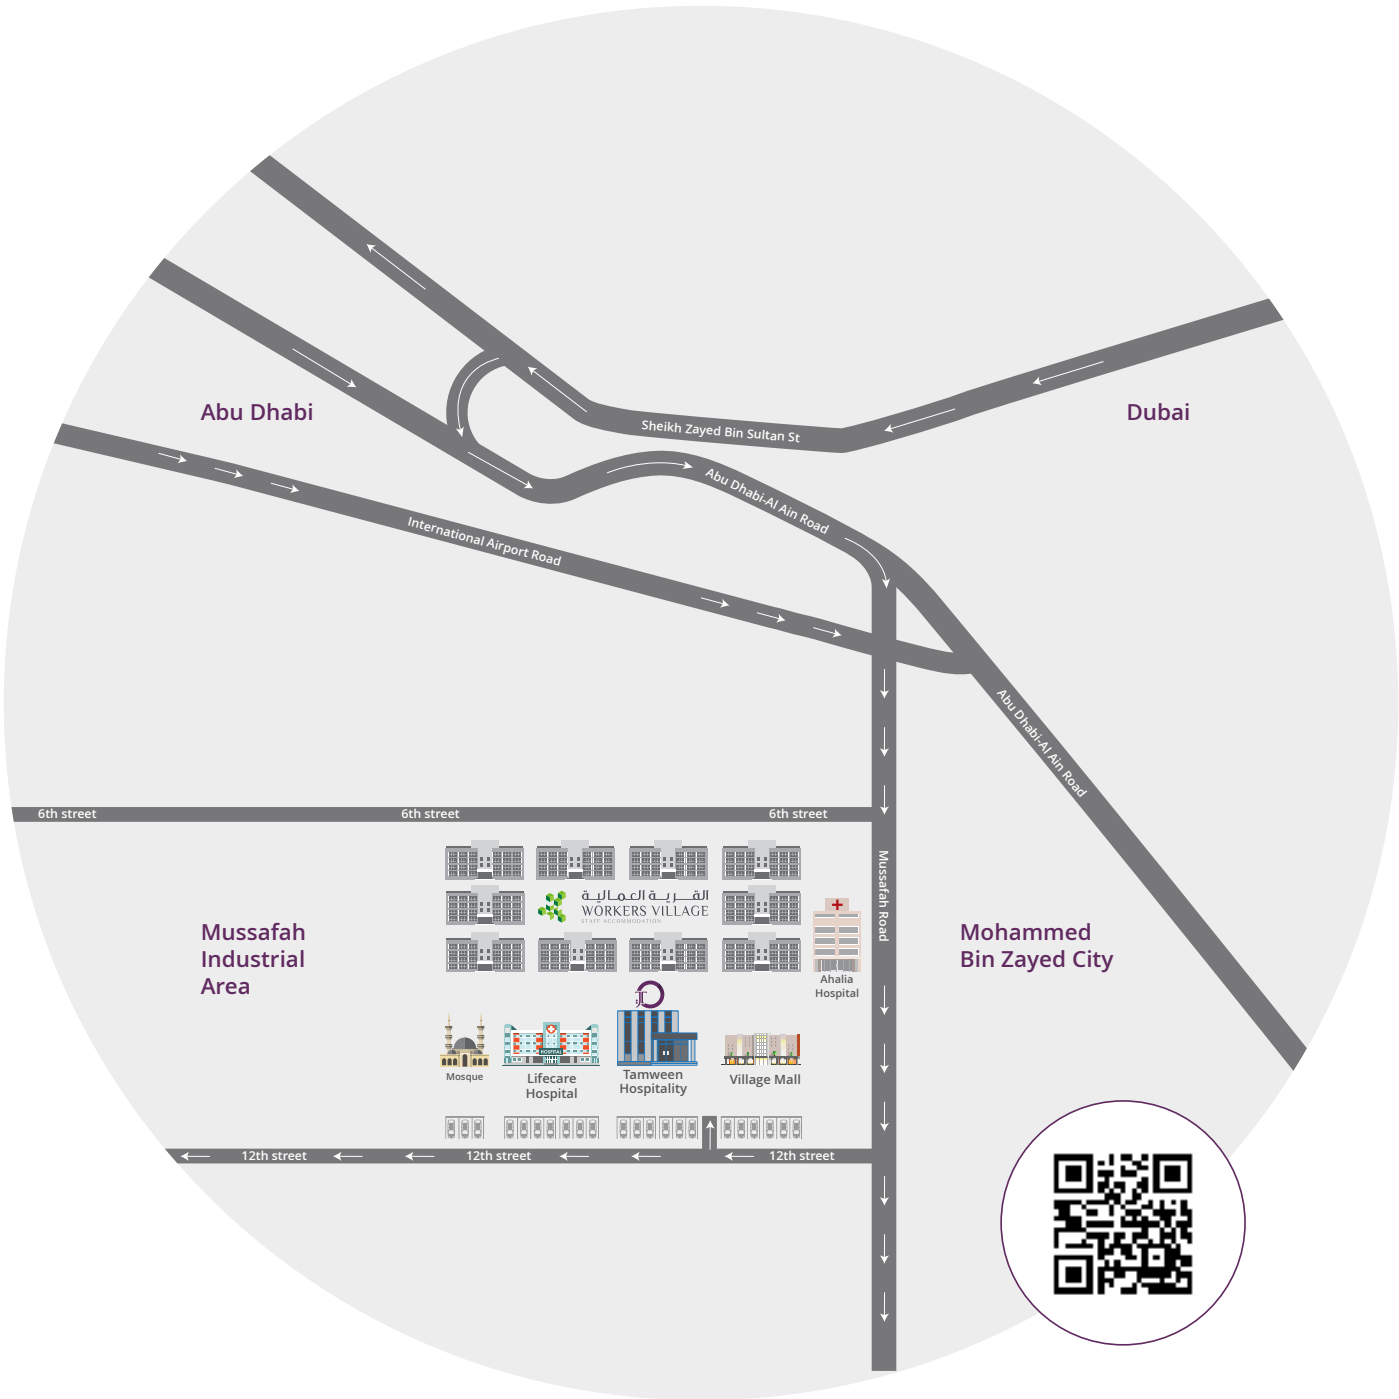 Abu Dhabi
Dubai
Sheikh Zayed Bin Sultan St
Abu Dhabi-Al Ain Road
International Airport Road
Abu Dhabi-Al Ain Road
6th street
6th street
6th street
Mussafah Road
القرية العمالية
WORKERS VILLAGE
STAFF ACCOMMODATION
Mussafah
Industrial
Area
Mohammed
Bin Zayed City
Ahalia
Hospital
HOSPITAL
Mosque
Lifecare
Hospital
Tamween
Hospitality
Village Mall
12th street
12th street
12th street